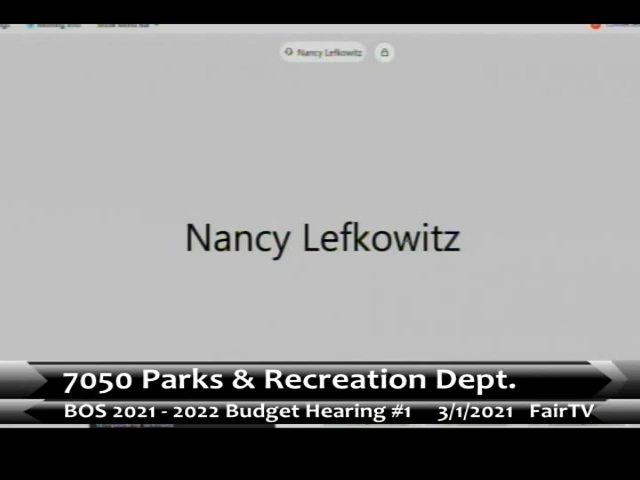 Nancy Lefkowitz
Nancy Lefkowitz
7050 Parks & Recreation Dept.
BOS 2021 - 2022 Budget Hearing #1 3/1/2021 FairTV